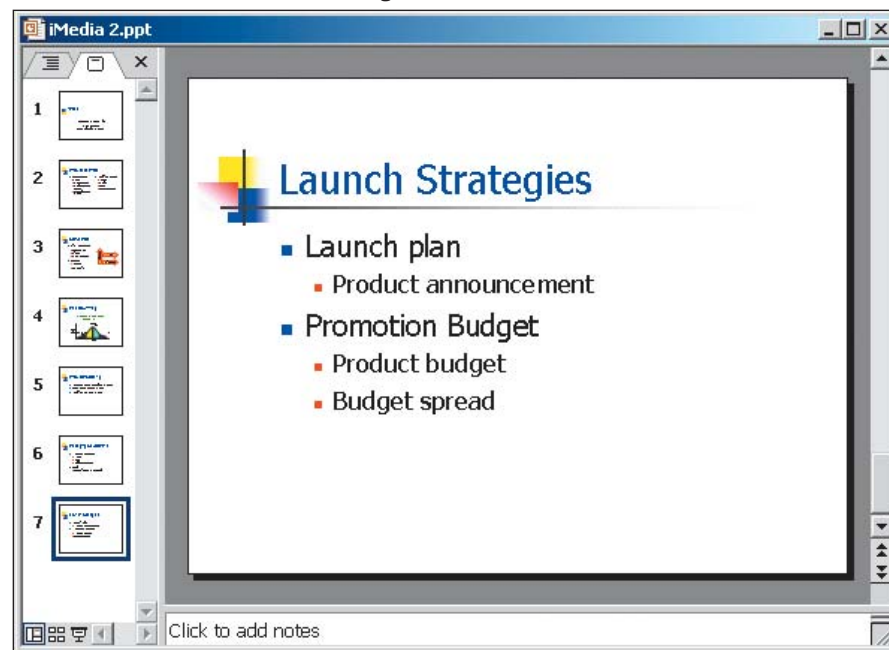 iMedia 2.ppt
1
2
3
4
5
6
7
Launch Strategies
Launch plan
Product announcement
Promotion Budget
Product budget
Budget spread
Click to add notes